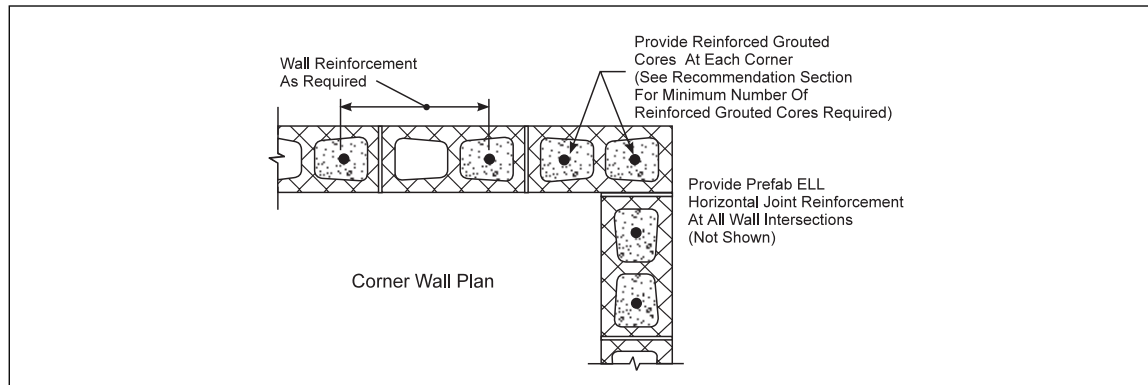 Wall Reinforcement
As Required
Provide Reinforced Grouted
Cores At Each Corner
(See Recommendation Section
For Minimum Number Of
Reinforced Grouted Cores Required)
Provide Prefab ELL
Horizontal Joint Reinforcement
At All Wall Intersections
(Not Shown)
Corner Wall Plan